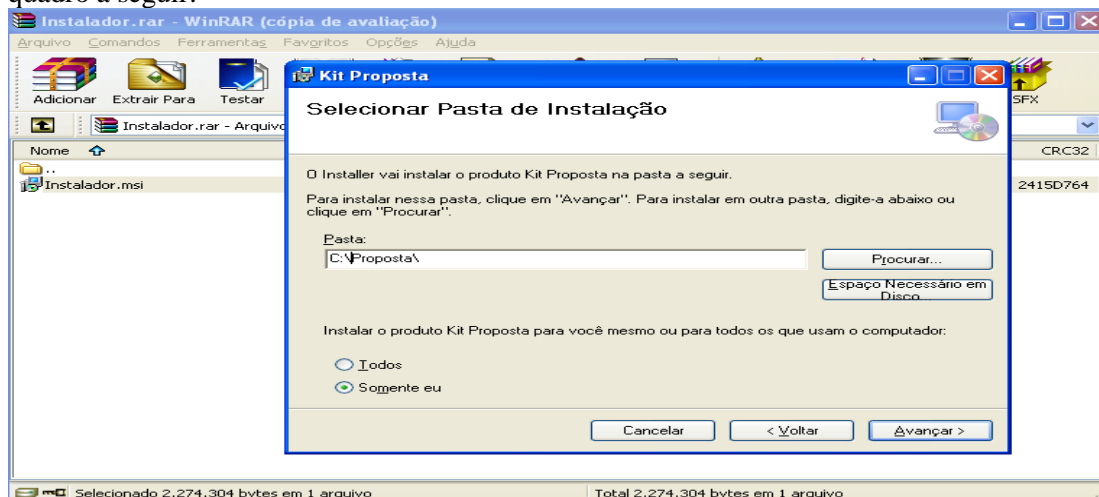 quadro a seguir:
Instalador.rar - WinRAR (cópia de avaliação)
Arquivo Comandos Ferramentas Favoritos Opções Ajuda
Adicionar Extrair Para Testar SFX
Instalador.rar - Arquivo
Nome CRC32
..
Instalador.msi 2415D764
Kit Proposta
Selecionar Pasta de Instalação
O Installer vai instalar o produto Kit Proposta na pasta a seguir.
Para instalar nessa pasta, clique em "Avançar". Para instalar em outra pasta, digite-a abaixo ou
clique em "Procurar".
Pasta:
C:\Proposta\
Procurar...
Espaço Necessário em
Disco...
Instalar o produto Kit Proposta para você mesmo ou para todos os que usam o computador:
Todos
Somente eu
Cancelar < Voltar Avançar >
Selecionado 2.274.304 bytes em 1 arquivo Total 2.274.304 bytes em 1 arquivo